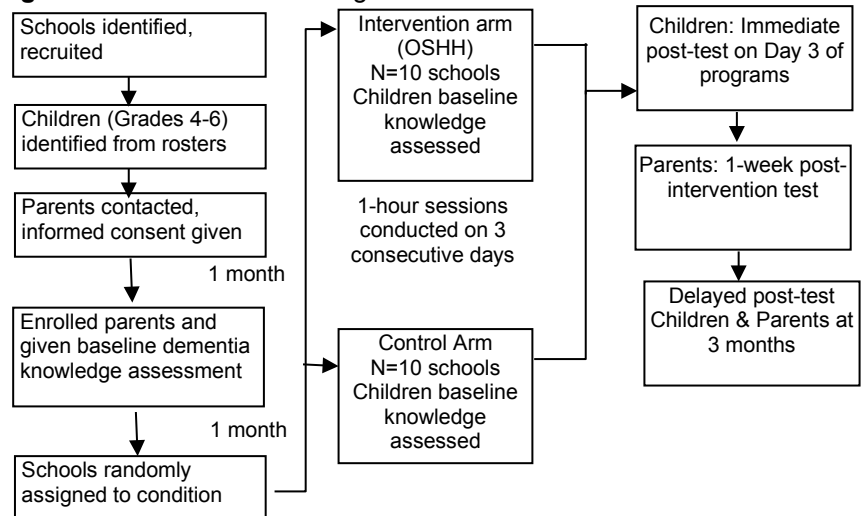 Schools identified,
recruited
Children (Grades 4-6)
identified from rosters
Parents contacted,
informed consent given
1 month
Enrolled parents and
given baseline dementia
knowledge assessment
1 month
Schools randomly
assigned to condition
Intervention arm
(OSHH)
N=10 schools
Children baseline
knowledge
assessed
1-hour sessions
conducted on 3
consecutive days
Control Arm
N=10 schools
Children baseline
knowledge
assessed
Children: Immediate
post-test on Day 3 of
programs
Parents: 1-week post-
intervention test
Delayed post-test
Children & Parents at
3 months